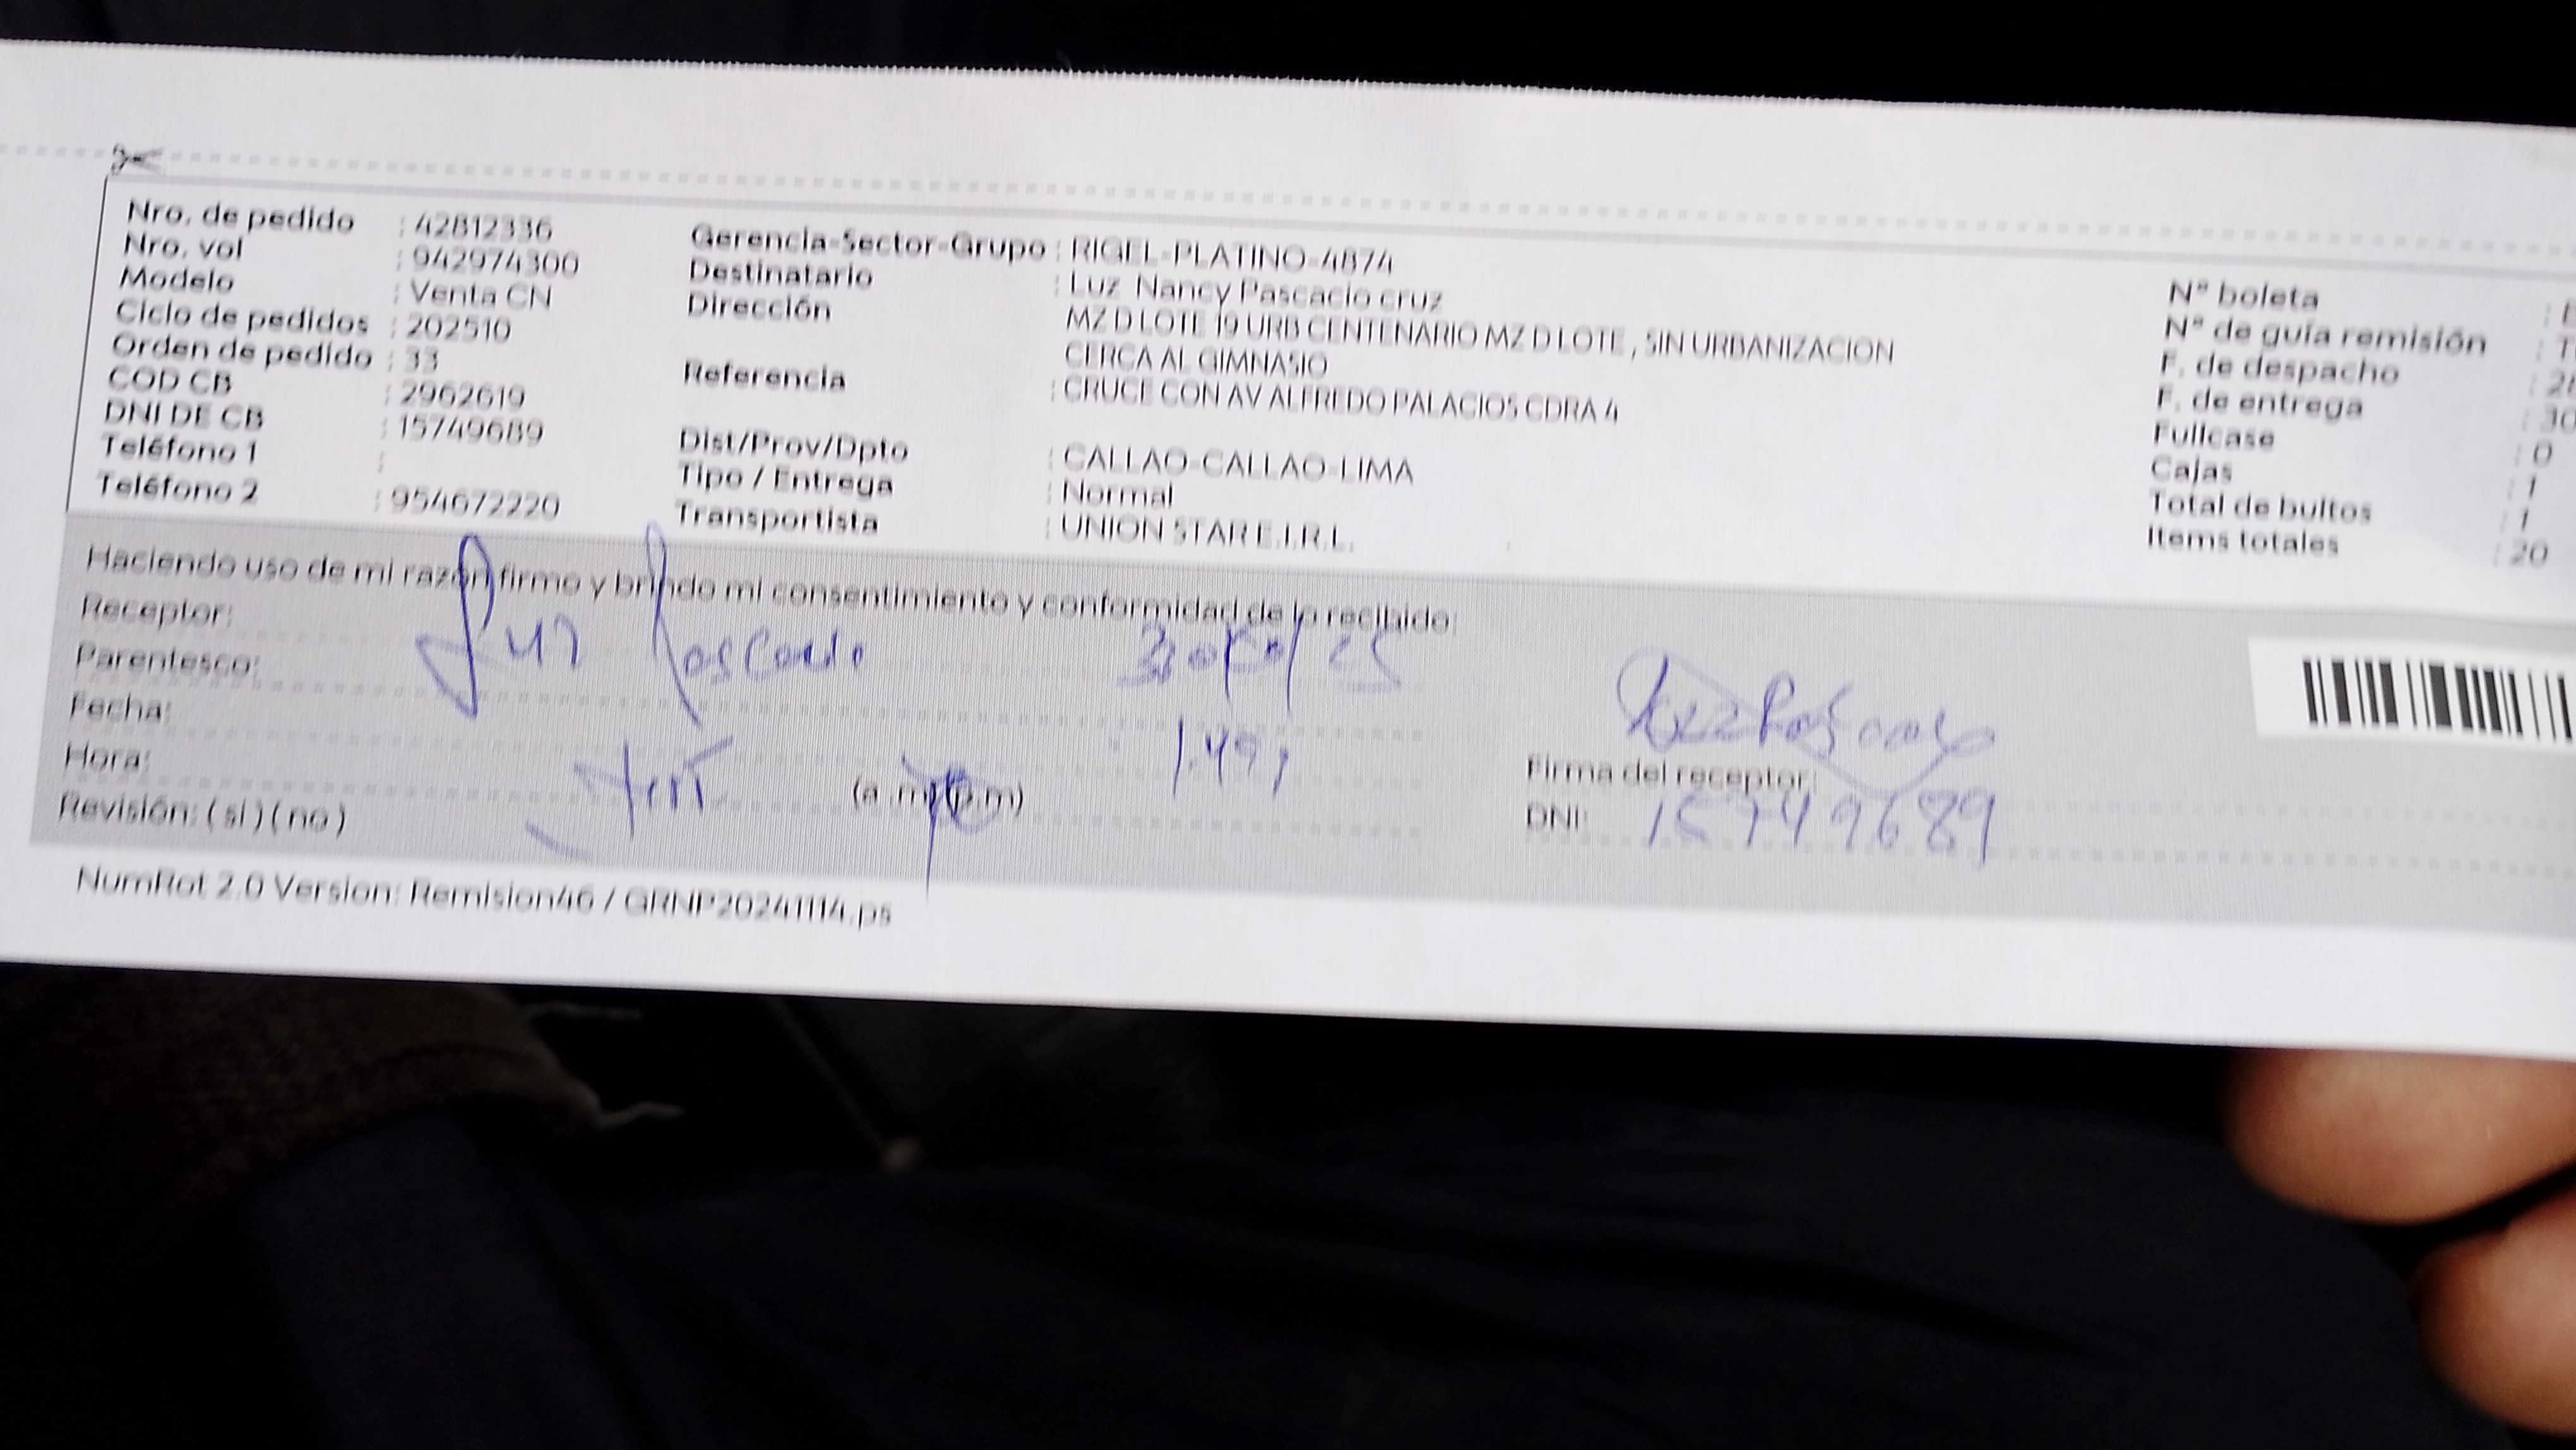 Nro. de pedido : 42812336
Nro. vol : 942974300
Modelo : Venta CN
Ciclo de pedidos : 202510
Orden de pedido : 33
COD CB : 2962619
DNI DE CB : 15749689
Teléfono 1 :
Teléfono 2 : 954672220
Gerencia-Sector-Grupo : RIGEL-PLATINO-4874
Destinatario : Luz Nancy Pascacio cruz
Dirección MZ D LOTE 19 URB CENTENARIO MZ D LOTE , SIN URBANIZACION
CERCA AL GIMNASIO
Referencia : CRUCE CON AV ALFREDO PALACIOS CDRA 4
Dist/Prov/Dpto : CALLAO-CALLAO-LIMA
Tipo / Entrega : Normal
Transportista : UNION STAR E.I.R.L.
N° boleta :
N° de guía remisión :
F. de despacho :
F. de entrega : 30
Fullcase : 0
Cajas : 1
Total de bultos : 1
Items totales : 20
Haciendo uso de mi razón firmo y brindo mi consentimiento y conformidad de lo recibido:
Receptor: Luz
Parentesco:
Fecha:
Hora: (a .m) (p.m)
Revisión: ( si ) ( no )
Firma del receptor:
DNI: 15749689
NumRot 2.0 Version: Remision46 / GRNP20241114.ps